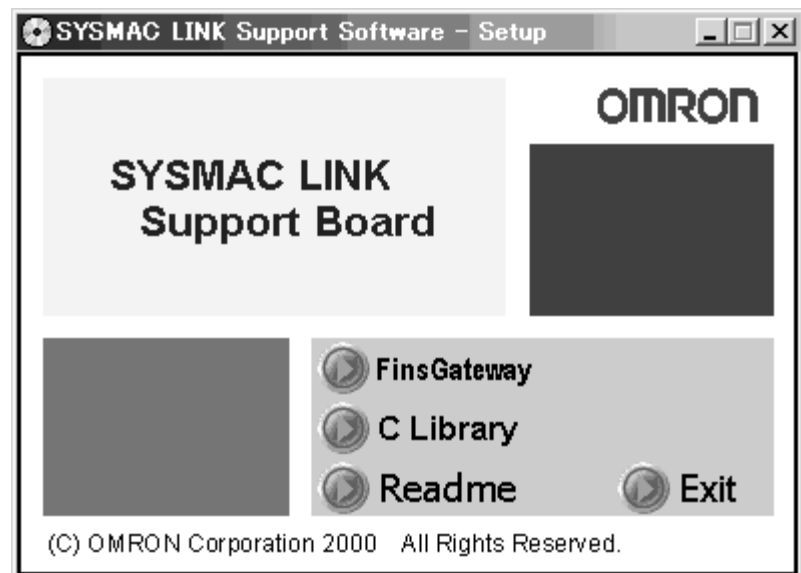 SYSMAC LINK Support Software - Setup
OMRON
SYSMAC LINK
Support Board
FinsGateway
C Library
Readme
Exit
(C) OMRON Corporation 2000 All Rights Reserved.